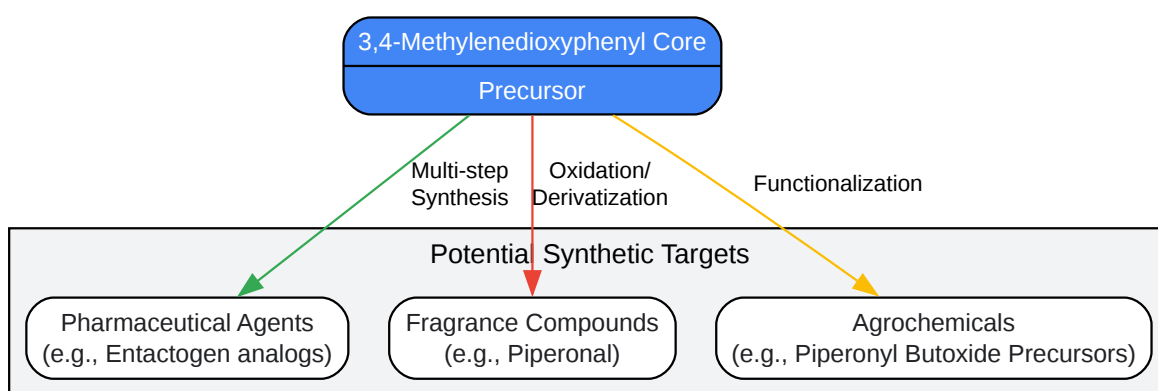 3,4-Methylenedioxyphenyl Core
Precursor
Multi-step
Synthesis
Oxidation/
Derivatization
Functionalization
Potential Synthetic Targets
Pharmaceutical Agents
(e.g., Entactogen analogs)
Fragrance Compounds
(e.g., Piperonal)
Agrochemicals
(e.g., Piperonyl Butoxide Precursors)